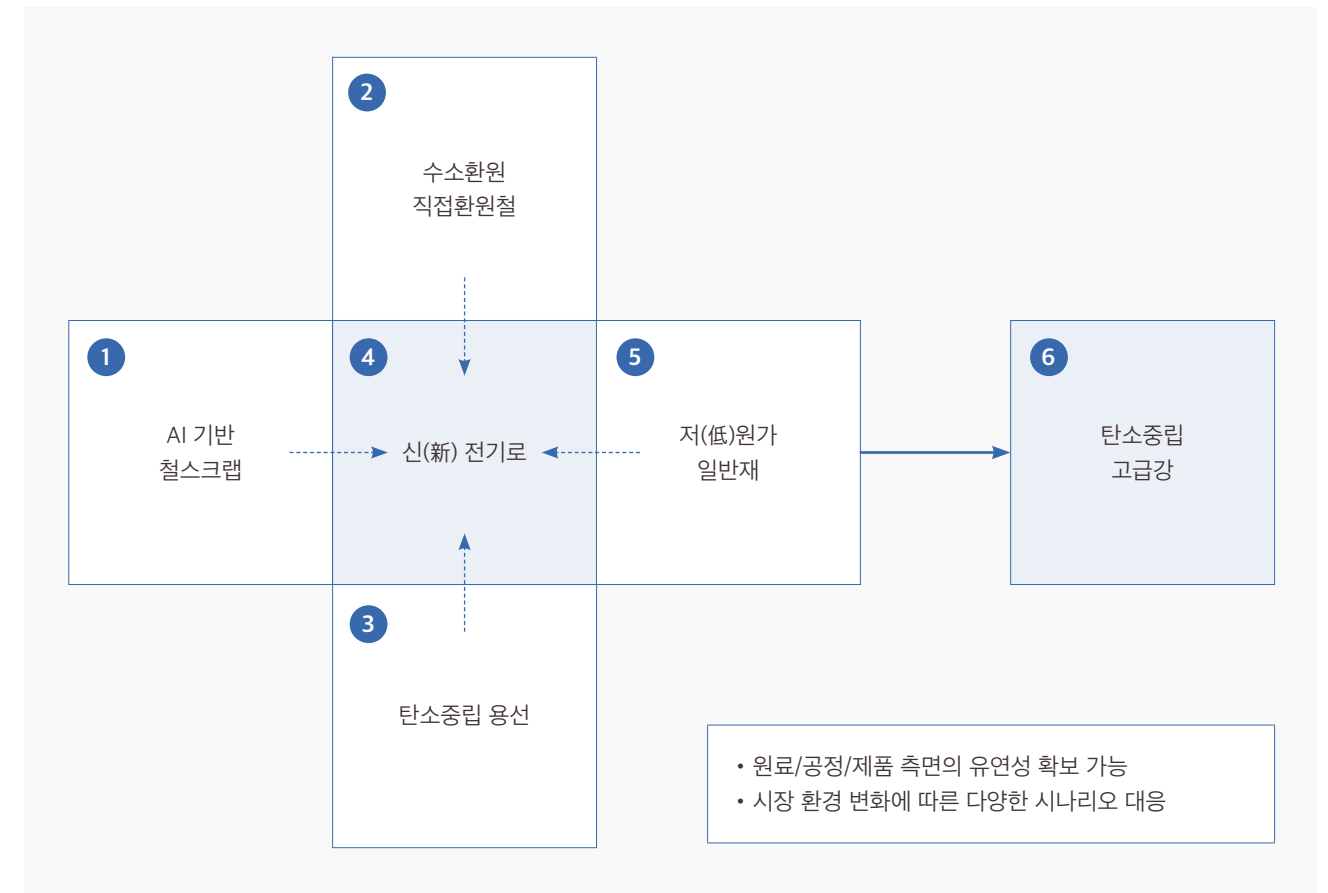 2
수소환원
직접환원철
1
AI 기반
철스크랩
4
신(新) 전기로
5
저(低)원가
일반재
6
탄소중립
고급강
3
탄소중립 용선
• 원료/공정/제품 측면의 유연성 확보 가능
• 시장 환경 변화에 따른 다양한 시나리오 대응